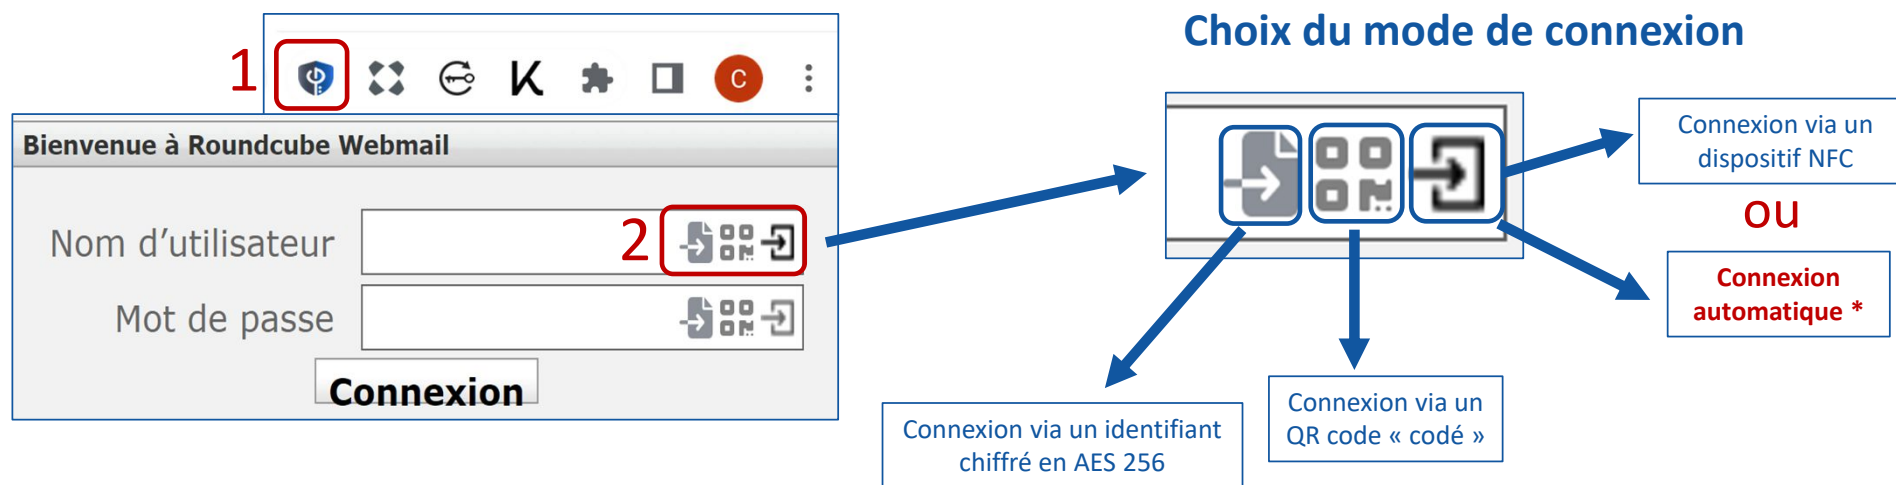 Choix du mode de connexion
1
C
Bienvenue à Roundcube Webmail
Nom d’utilisateur
2
Mot de passe
Connexion
Connexion via un
dispositif NFC
ou
Connexion
automatique *
Connexion via un identifiant
chiffré en AES 256
Connexion via un
QR code « codé »